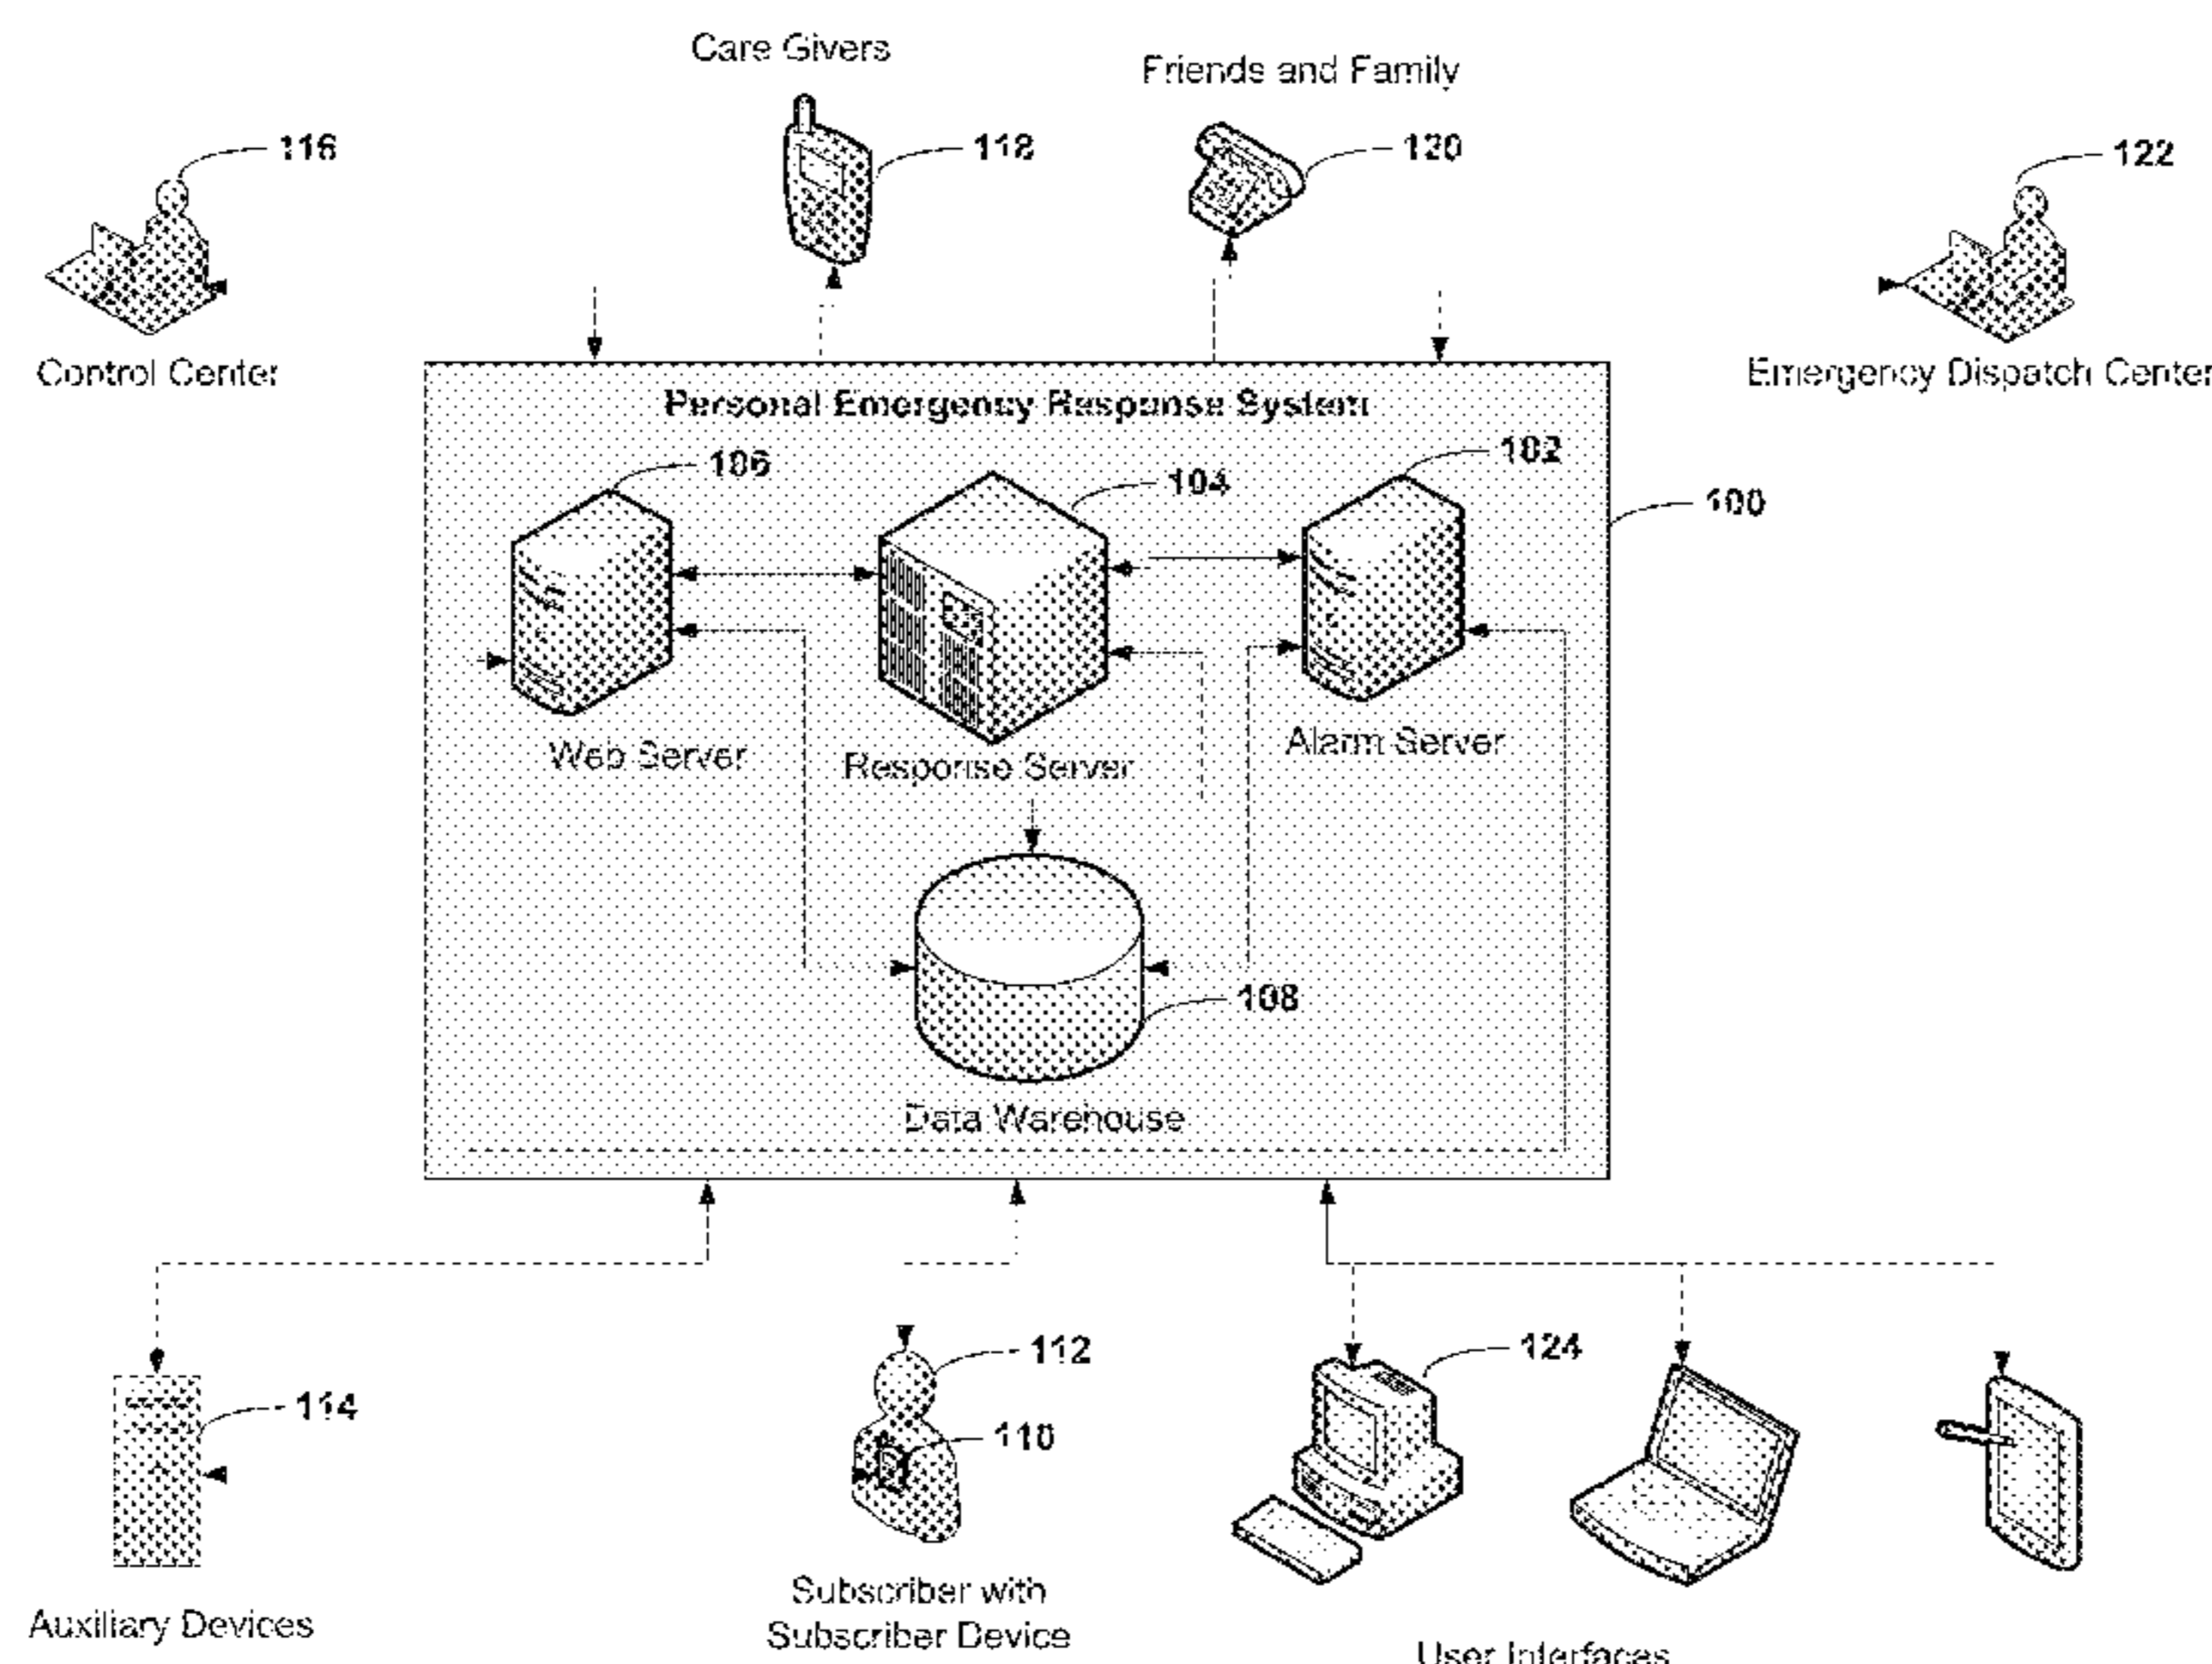 Care Givers
Friends and Family
116
118
120
122
Control Center
Emergency Dispatch Center
Personal Emergency Response System
106
104
102
100
Web Server
Response Server
Alarm Server
108
Data Warehouse
112
124
114
110
Subscriber with
Subscriber Device
Auxiliary Devices
User Interfaces